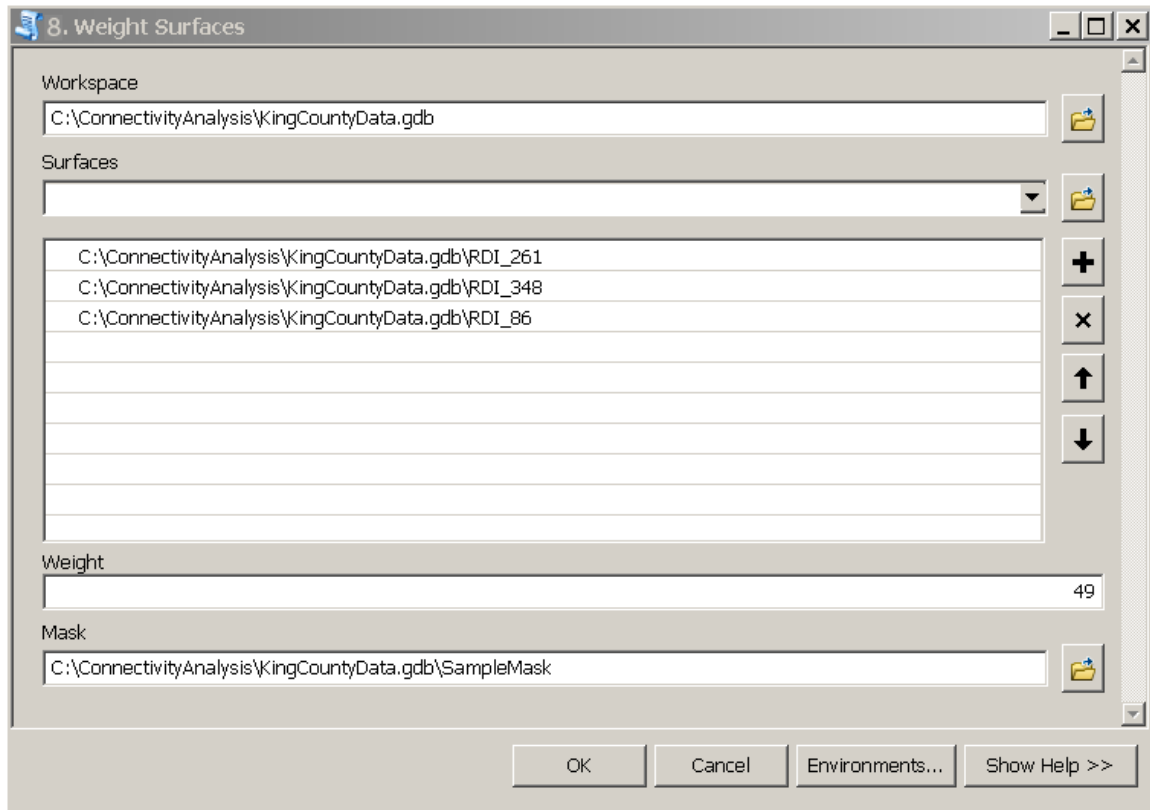 8. Weight Surfaces
Workspace
C:\ConnectivityAnalysis\KingCountyData.gdb
Surfaces
C:\ConnectivityAnalysis\KingCountyData.gdb\RDI_261
C:\ConnectivityAnalysis\KingCountyData.gdb\RDI_348
C:\ConnectivityAnalysis\KingCountyData.gdb\RDI_86
Weight
49
Mask
C:\ConnectivityAnalysis\KingCountyData.gdb\SampleMask
OK Cancel Environments... Show Help >>